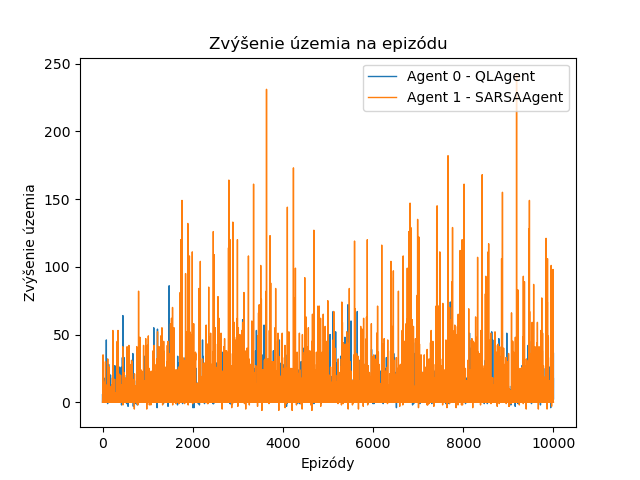 Zvýšenie územia na epizódu
Zvýšenie územia
250
200
150
100
50
0
Agent 0 - QLAgent
Agent 1 - SARSAAgent
0 2000 4000 6000 8000 10000
Epizódy